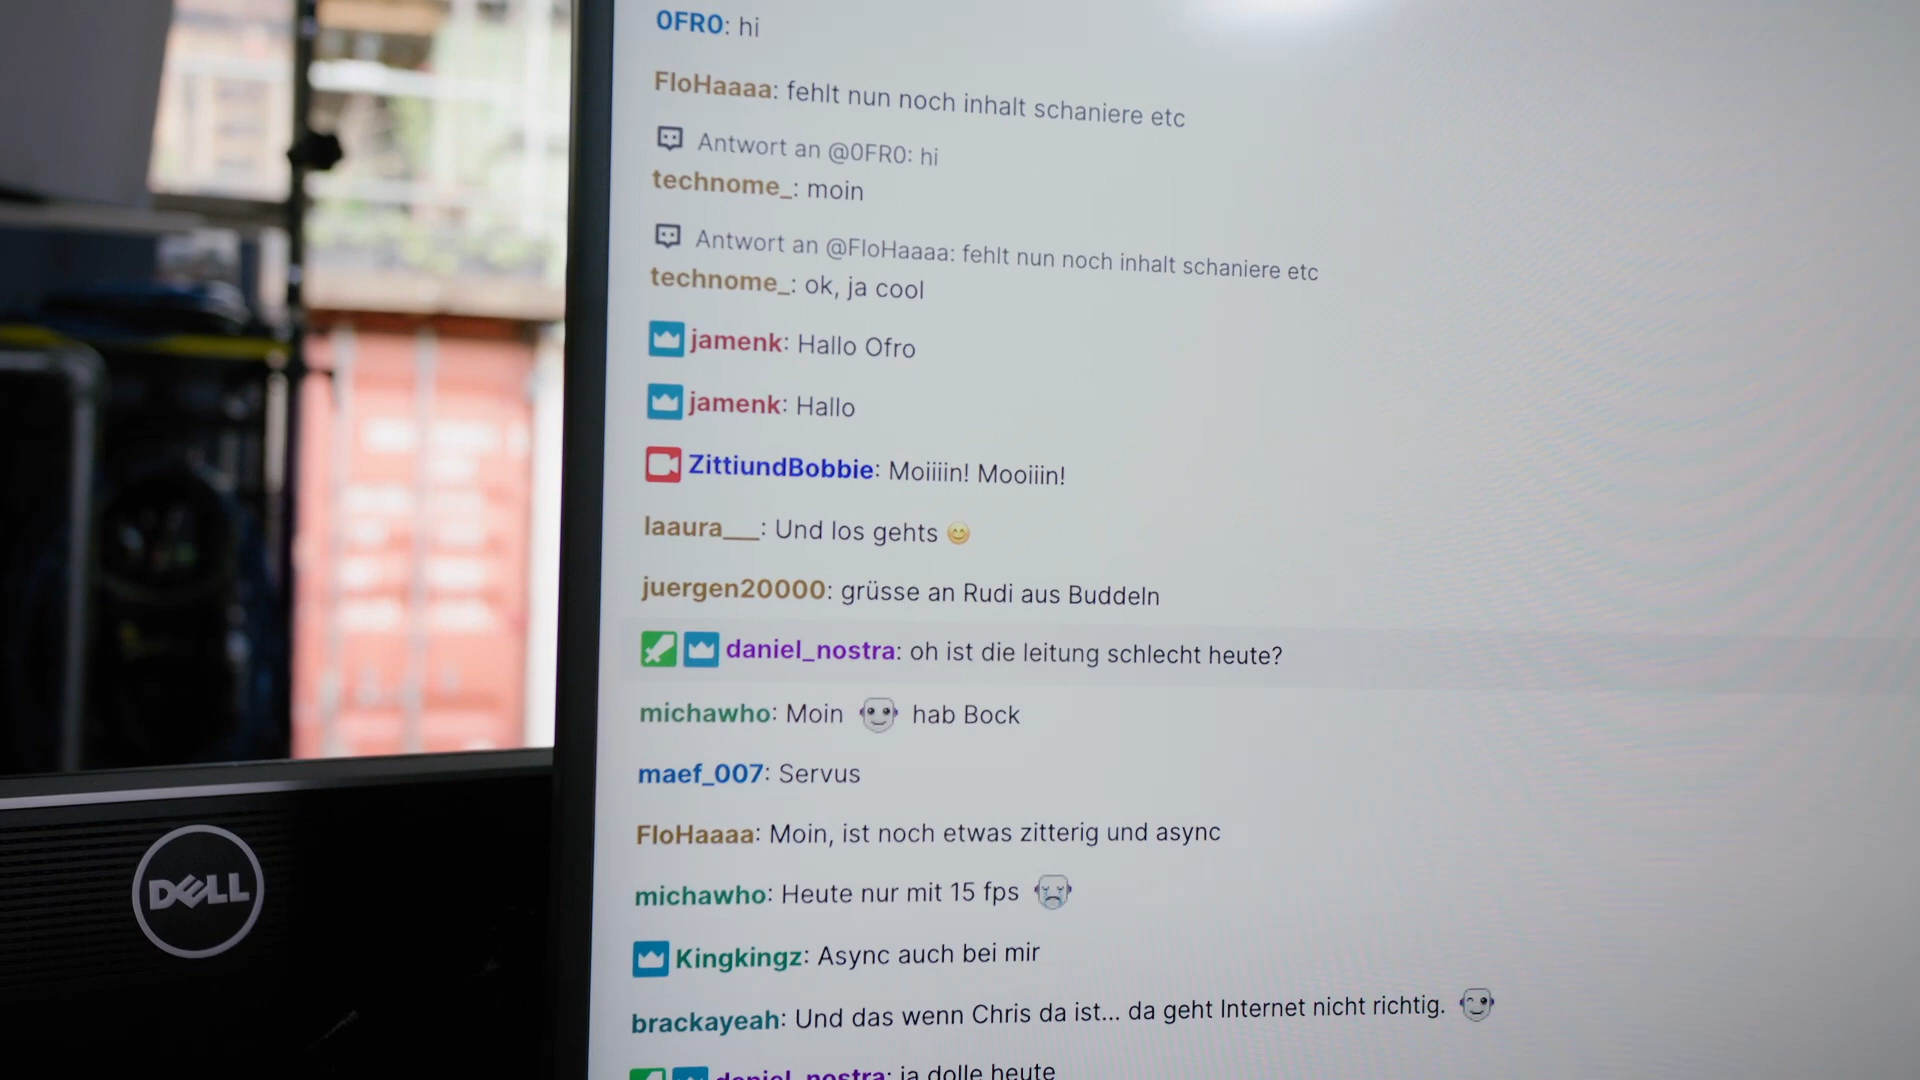 0FR0: hi
FloHaaaa: fehlt nun noch inhalt schaniere etc
Antwort an @0FR0: hi
technome_: moin
Antwort an @FloHaaaa: fehlt nun noch inhalt schaniere etc
technome_: ok, ja cool
jamenk: Hallo Ofro
jamenk: Hallo
ZittiundBobbie: Moiiiin! Mooiiin!
laaura___: Und los gehts 😊
juergen20000: grüsse an Rudi aus Buddeln
daniel_nostra: oh ist die leitung schlecht heute?
michawho: Moin hab Bock
maef_007: Servus
FloHaaaa: Moin, ist noch etwas zitterig und async
michawho: Heute nur mit 15 fps
Kingkingz: Async auch bei mir
brackayeah: Und das wenn Chris da ist... da geht Internet nicht richtig.
daniel_nostra: ja dolle heute
DELL